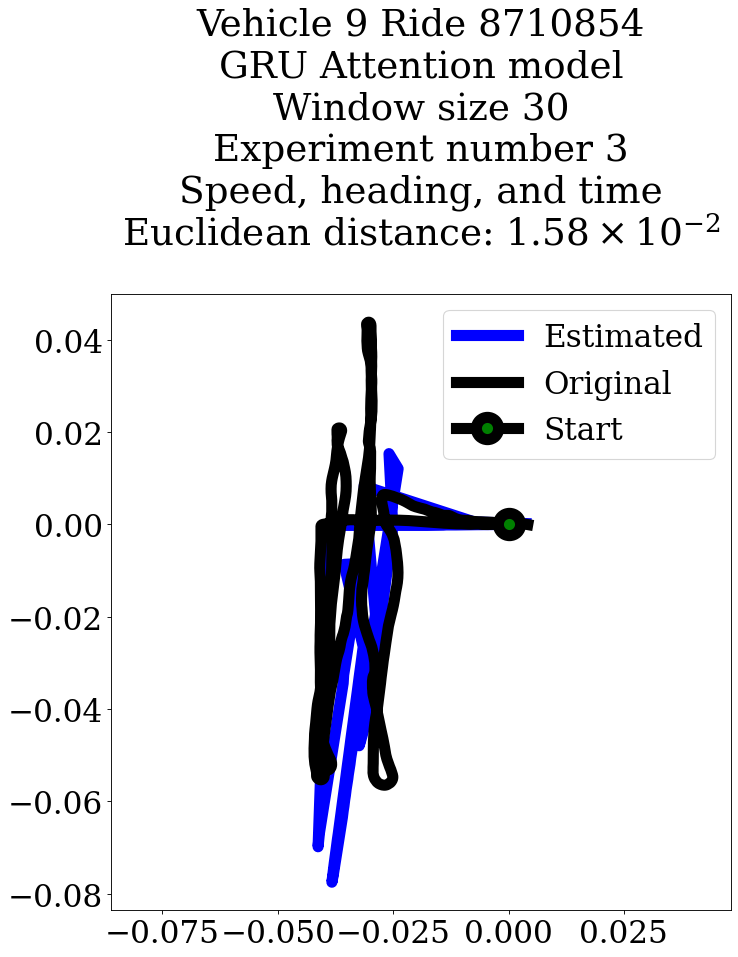 Vehicle 9 Ride 8710854
GRU Attention model
Window size 30
Experiment number 3
Speed, heading, and time
Euclidean distance: 1.58 × 10⁻²
Estimated
Original
Start
0.04
0.02
0.00
−0.02
−0.04
−0.06
−0.08
−0.075 −0.050 −0.025 0.000 0.025